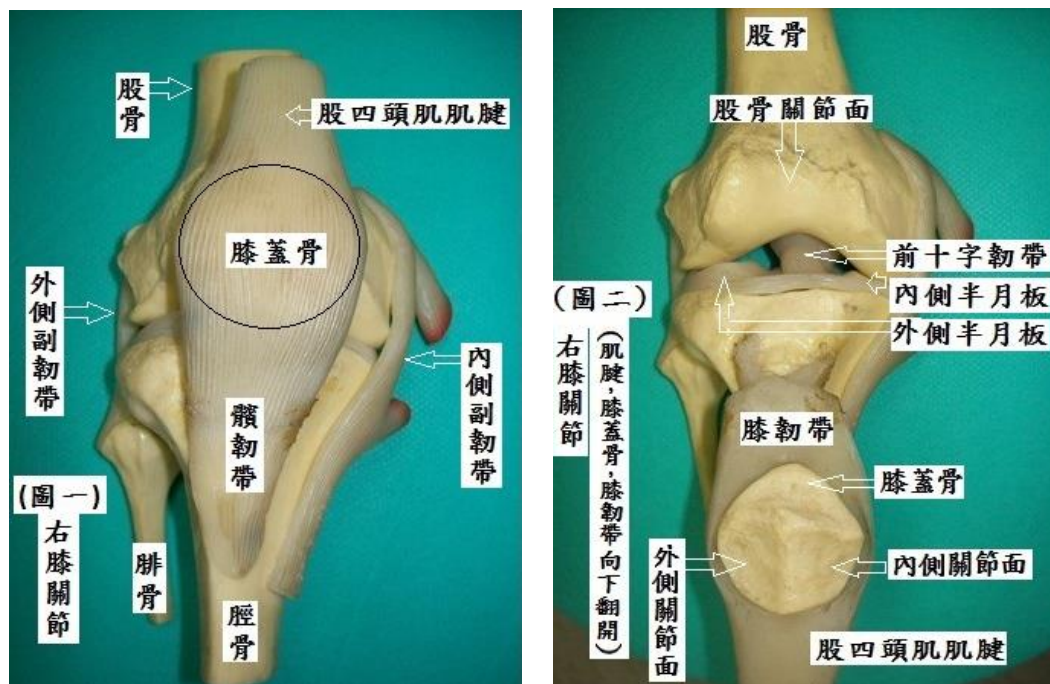 股骨
股四頭肌肌腱
膝蓋骨
外側副韌帶
內側副韌帶
髕韌帶
(圖一)
右膝關節
腓骨
脛骨
股骨
股骨關節面
前十字韌帶
內側半月板
外側半月板
(圖二)
右膝關節
(肌腱,膝蓋骨,膝韌帶向下翻開)
膝韌帶
膝蓋骨
外側關節面
內側關節面
股四頭肌肌腱